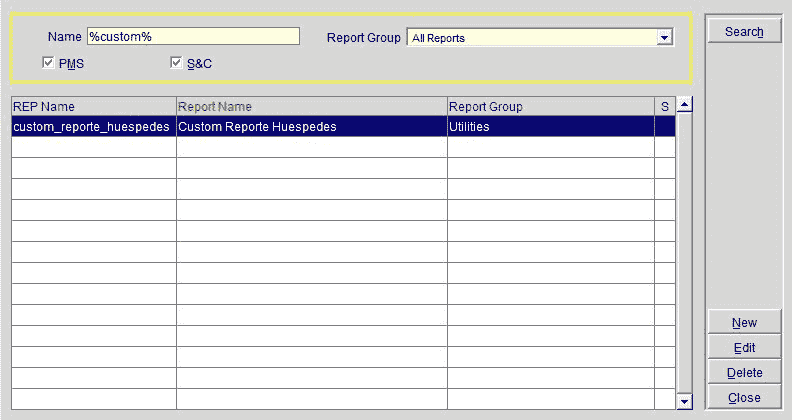 Name %custom% Report Group All Reports Search
PMS S&C
REP Name Report Name Report Group S
custom_reporte_huespedes Custom Reporte Huespedes Utilities
New
Edit
Delete
Close